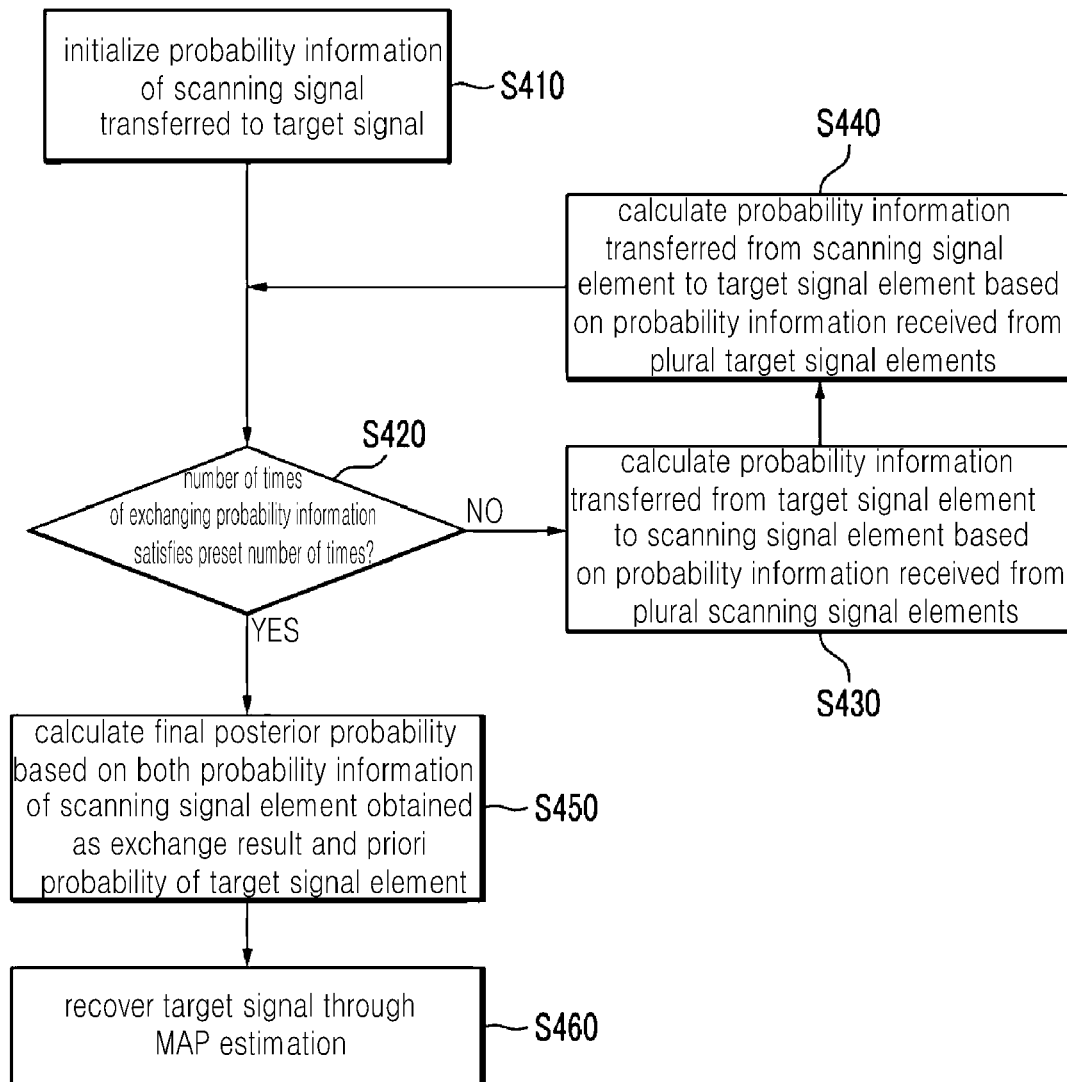 initialize probability information
of scanning signal
transferred to target signal
S410
S440
calculate probability information
transferred from scanning signal
element to target signal element based
on probability information received from
plural target signal elements
S420
number of times
of exchanging probability information
satisfies preset number of times?
NO
YES
calculate probability information
transferred from target signal element
to scanning signal element based
on probability information received from
plural scanning signal elements
S430
calculate final posterior probability
based on both probability information
of scanning signal element obtained
as exchange result and priori
probability of target signal element
S450
recover target signal through
MAP estimation
S460